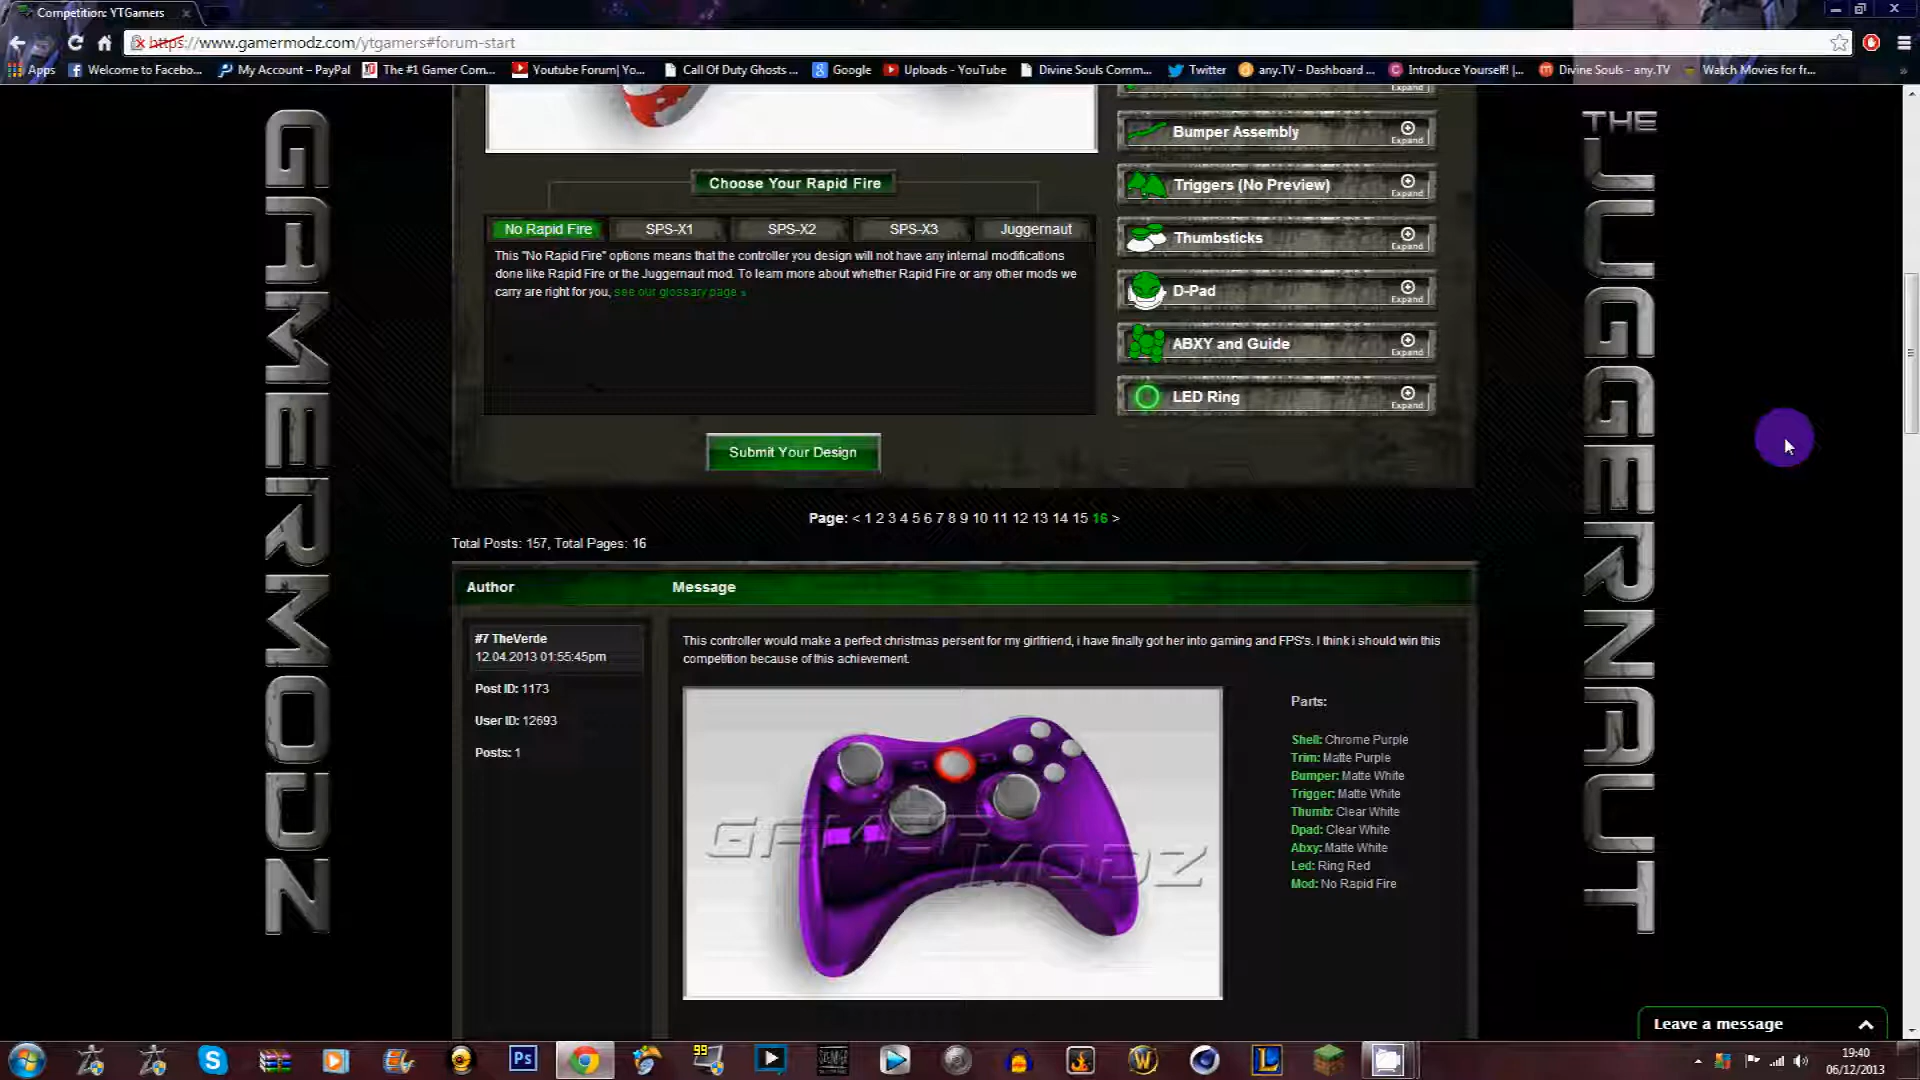 Competition: YTGamers
https://www.gamermodz.com/ytgamers#forum-start
Apps
Welcome to Facebo...
My Account – PayPal
The #1 Gamer Com...
Youtube Forum| Yo...
Call Of Duty Ghosts ...
Google
Uploads - YouTube
Divine Souls Comm...
Twitter
any.TV - Dashboard ...
Introduce Yourself! |...
Divine Souls - any.TV
Watch Movies for fr...
GAMERMODZ
THE JUGGERNAUT
Expand
Bumper Assembly
Expand
Triggers (No Preview)
Expand
Thumbsticks
Expand
D-Pad
Expand
ABXY and Guide
Expand
LED Ring
Expand
Choose Your Rapid Fire
No Rapid Fire
SPS-X1
SPS-X2
SPS-X3
Juggernaut
This "No Rapid Fire" options means that the controller you design will not have any internal modifications
done like Rapid Fire or the Juggernaut mod. To learn more about whether Rapid Fire or any other mods we
carry are right for you, see our glossary page »
Submit Your Design
Page: < 1 2 3 4 5 6 7 8 9 10 11 12 13 14 15 16 >
Total Posts: 157, Total Pages: 16
Author
Message
#7 TheVerde
12.04.2013 01:55:45pm
Post ID: 1173
User ID: 12693
Posts: 1
This controller would make a perfect christmas persent for my girlfriend, i have finally got her into gaming and FPS's. I think i should win this
competition because of this achievement.
GAMER MODZ
Parts:
Shell: Chrome Purple
Trim: Matte Purple
Bumper: Matte White
Trigger: Matte White
Thumb: Clear White
Dpad: Clear White
Abxy: Matte White
Led: Ring Red
Mod: No Rapid Fire
Leave a message
Ps
99
W
L
19:40
06/12/2013